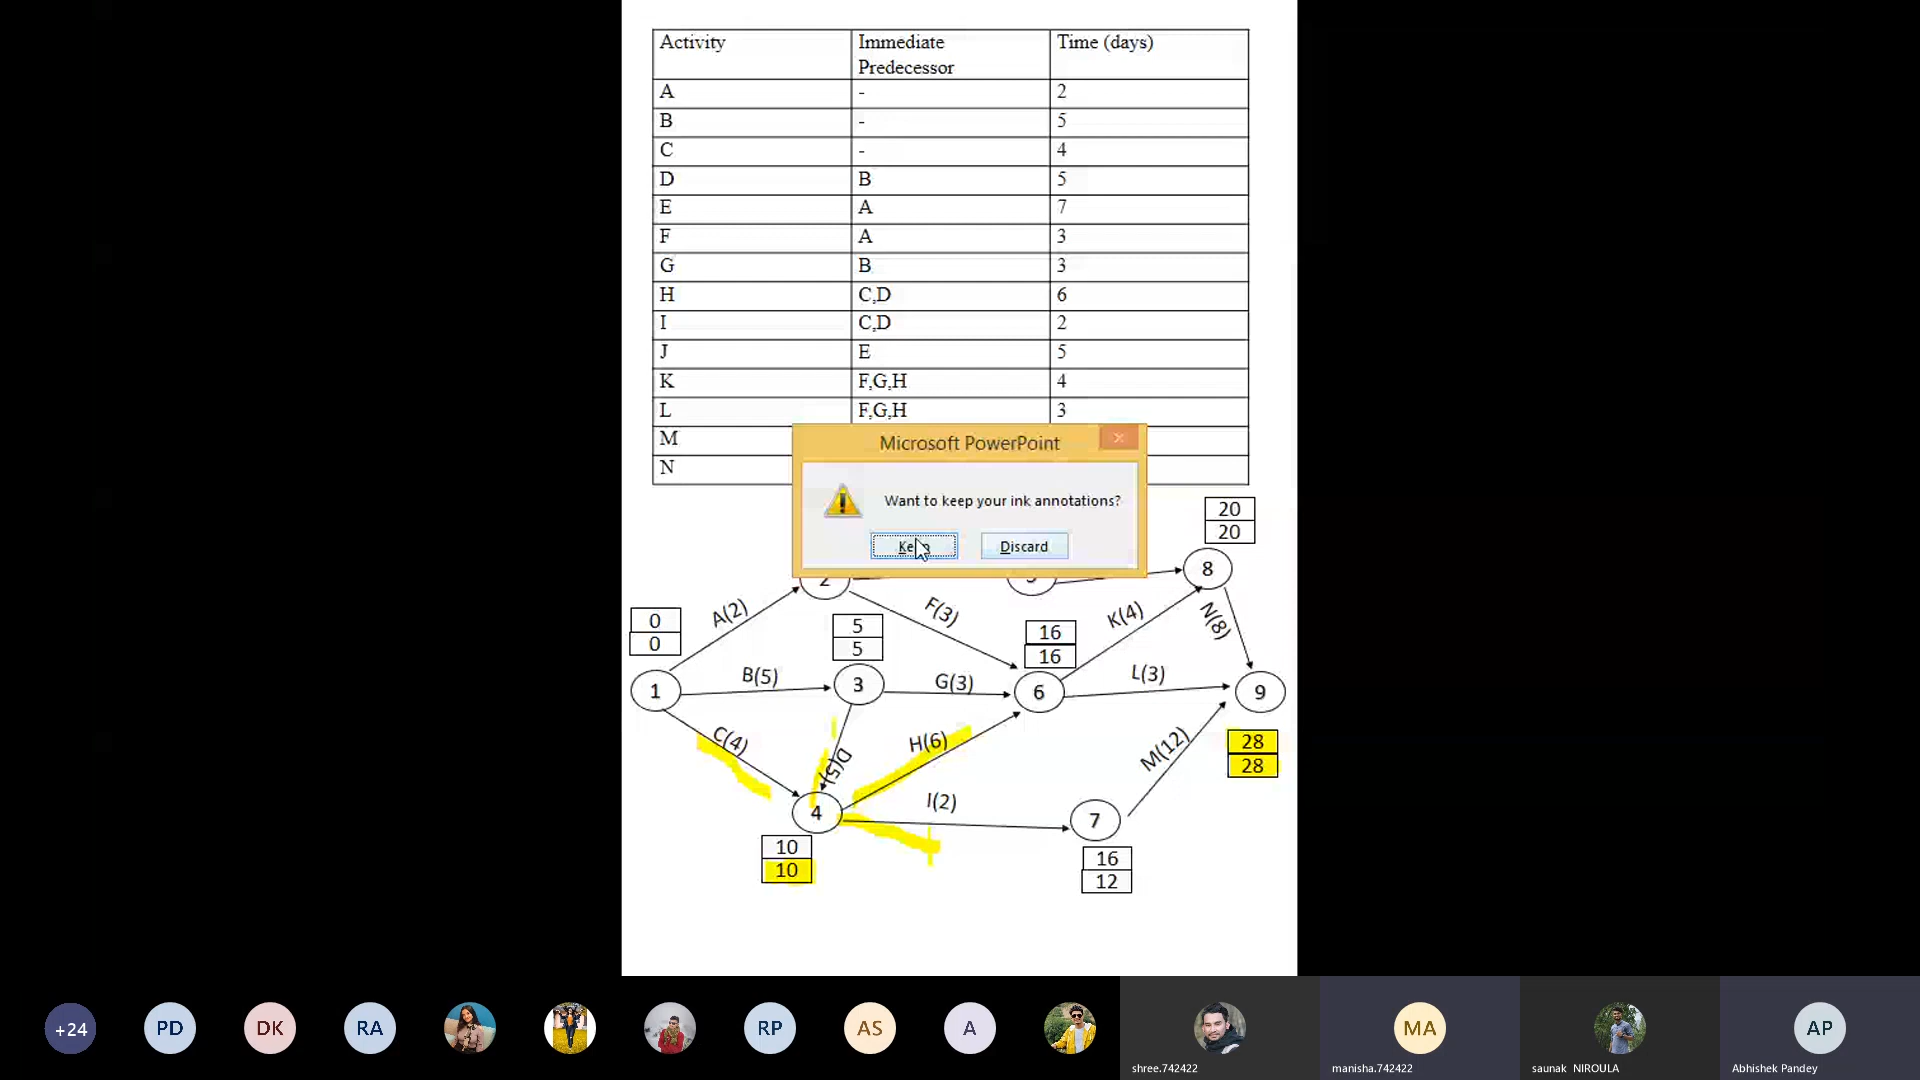 Activity Immediate Predecessor Time (days)
A - 2
B - 5
C - 4
D B 5
E A 7
F A 3
G B 3
H C,D 6
I C,D 2
J E 5
K F,G,H 4
L F,G,H 3
M
N
Microsoft PowerPoint
Want to keep your ink annotations?
Discard
20
20
8
0
0
A(2)
F(3)
5
5
16
16
K(4)
N(8)
1
B(5)
3
G(3)
6
L(3)
9
C(4)
D(5)
H(6)
M(12)
28
28
4
I(2)
7
10
10
16
12
+24
PD
DK
RA
RP
AS
A
MA
AP
shree.742422
manisha.742422
saunak NIROULA
Abhishek Pandey